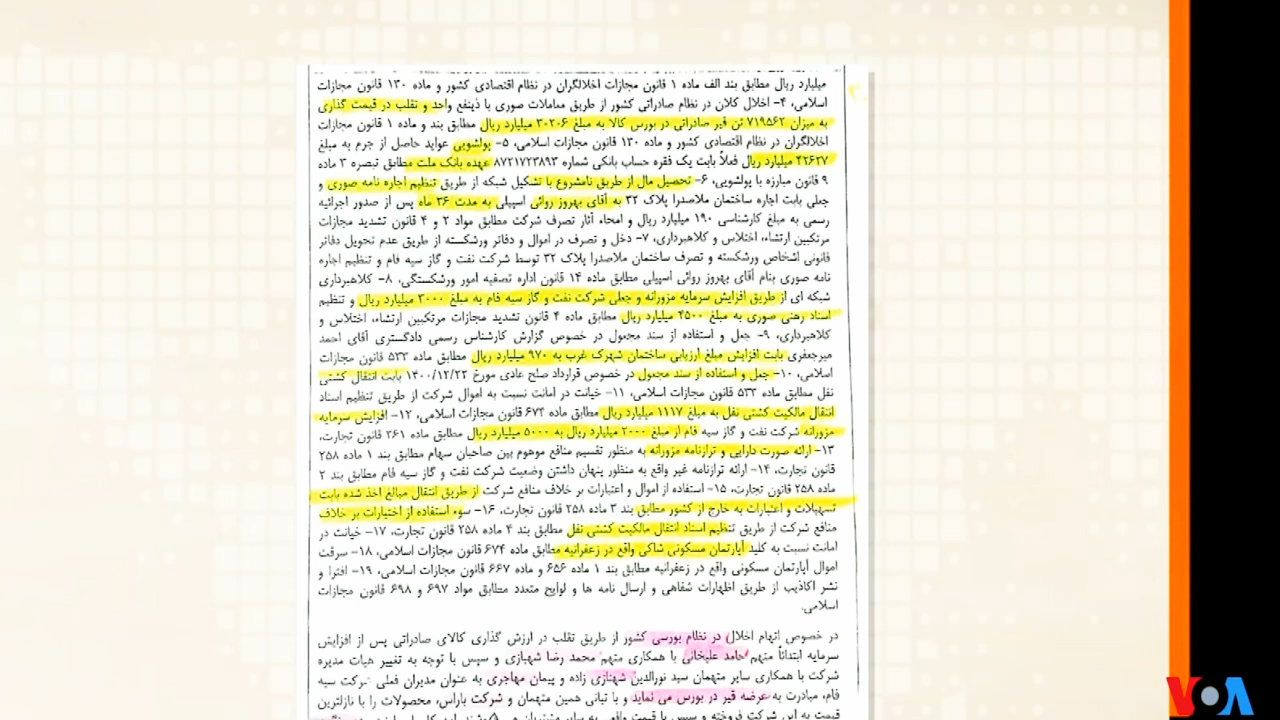 میلیارد ریال مطابق بند الف ماده ۱ قانون مجازات اخلالگران در نظام اقتصادی کشور و ماده ۱۳۰ قانون مجازات
اسلامی، ۴- اخلال کلان در نظام صادراتی کشور از طریق معاملات صوری با ذینفع واحد و تقلب در قیمت گذاری
به میزان ۷۱۹۵۶۲ تن قیر صادراتی در بورس کالا به مبلغ ۳۰۲۰۶ میلیارد ریال مطابق بند و ماده ۱ قانون مجازات
اخلالگران در نظام اقتصادی کشور و ماده ۱۳۰ قانون مجازات اسلامی، ۵- پولشویی عواید حاصل از جرم به مبلغ
۴۲۶۲۷ میلیارد ریال فعلاً بابت یک فقره حساب بانکی شماره ۸۷۲۱۷۲۳۸۹۳ عهده بانک ملت مطابق تبصره ۳ ماده
۹ قانون مبارزه با پولشویی، ۶- تحصیل مال از طریق نامشروع با تشکیل شبکه از طریق تنظیم اجاره نامه صوری و
جعلی بابت اجاره ساختمان ملاصدرا پلاک ۳۲ به آقای بهروز روائی اسپیلی به مدت ۳۶ ماه پس از صدور اجرائیه
رسمی به مبلغ کارشناسی ۱۹۰ میلیارد ریال و امحاء آثار تصرف شرکت مطابق مواد ۲ و ۴ قانون تشدید مجازات
مرتکبین ارتشاء، اختلاس و کلاهبرداری، ۷- دخل و تصرف در اموال و دفاتر ورشکسته از طریق عدم تحویل دفاتر
قانونی اشخاص ورشکسته و تصرف ساختمان ملاصدرا پلاک ۳۲ توسط شرکت نفت و گاز سیه فام و تنظیم اجاره
نامه صوری بنام آقای بهروز روائی اسپیلی مطابق ماده ۱۴ قانون اداره تصفیه امور ورشکستگی، ۸- کلاهبرداری
شبکه ای از طریق افزایش سرمایه مزورانه و جعلی شرکت نفت و گاز سیه فام به مبلغ ۳۰۰۰ میلیارد ریال و تنظیم
اسناد رهنی صوری به مبلغ ۴۵۰۰ میلیارد ریال مطابق ماده ۴ قانون تشدید مجازات مرتکبین ارتشاء، اختلاس و
کلاهبرداری، ۹- جعل و استفاده از سند مجعول در خصوص گزارش کارشناس رسمی دادگستری آقای احمد
میرجعفری بابت افزایش مبلغ ارزیابی ساختمان شهرک غرب به ۹۷۰ میلیارد ریال مطابق ماده ۵۳۳ قانون مجازات
اسلامی، ۱۰- جعل و استفاده از سند مجعول در خصوص قرارداد صلح عادی مورخ ۱۴۰۰/۱۲/۲۲ بابت انتقال کشتی
نفل مطابق ماده ۵۳۳ قانون مجازات اسلامی، ۱۱- خیانت در امانت نسبت به اموال شرکت از طریق تنظیم اسناد
انتقال مالکیت کشتی نفل به مبلغ ۱۱۱۷ میلیارد ریال مطابق ماده ۶۷۴ قانون مجازات اسلامی، ۱۲- افزایش سرمایه
مزورانه شرکت نفت و گاز سیه فام از مبلغ ۲۰۰۰ میلیارد ریال به ۵۰۰۰ میلیارد ریال مطابق ماده ۲۶۱ قانون تجارت،
۱۳- ارائه صورت دارایی و ترازنامه مزورانه به منظور تقسیم منافع موهوم بین صاحبان سهام مطابق بند ۱ ماده ۲۵۸
قانون تجارت، ۱۴- ارائه ترازنامه غیر واقع به منظور پنهان داشتن وضعیت شرکت نفت و گاز سیه فام مطابق بند ۲
ماده ۲۵۸ قانون تجارت، ۱۵- استفاده از اموال و اعتبارات بر خلاف منافع شرکت از طریق انتقال مبالغ اخذ شده بابت
تسهیلات و اعتبارات به خارج از کشور مطابق بند ۳ ماده ۲۵۸ قانون تجارت، ۱۶- سوء استفاده از اختیارات بر خلاف
منافع شرکت از طریق تنظیم اسناد انتقال مالکیت کشتی نفل مطابق بند ۴ ماده ۲۵۸ قانون تجارت، ۱۷- خیانت در
امانت نسبت به کلید آپارتمان مسکونی شاکی واقع در زعفرانیه مطابق ماده ۶۷۴ قانون مجازات اسلامی، ۱۸- سرقت
اموال آپارتمان مسکونی واقع در زعفرانیه مطابق بند ۱ ماده ۶۵۶ و ماده ۶۶۷ قانون مجازات اسلامی، ۱۹- افترا و
نشر اکاذیب از طریق اظهارات شفاهی و ارسال نامه ها و لوایح متعدد مطابق مواد ۶۹۷ و ۶۹۸ قانون مجازات
اسلامی.
در خصوص اتهام اخلال در نظام بورسی کشور از طریق تقلب در ارزش گذاری کالای صادراتی پس از افزایش
سرمایه ابتدائاً متهم حامد علیخانی با همکاری متهم محمد رضا شهبازی و سپس با توجه به تغییر هیات مدیره
شرکت با همکاری سایر متهمان سید نورالدین شهنازی زاده و پیمان مهاجری به عنوان مدیران فعلی شرکت سیه
فام، مبادرت به عرضه قیر در بورس می نماید و با تبانی همین متهمان و شرکت باراس، محصولات را با نازلترین
قیمت به این شرکت فروخته و سپس با قیمت واقعی به سایر مشتریان
VOA